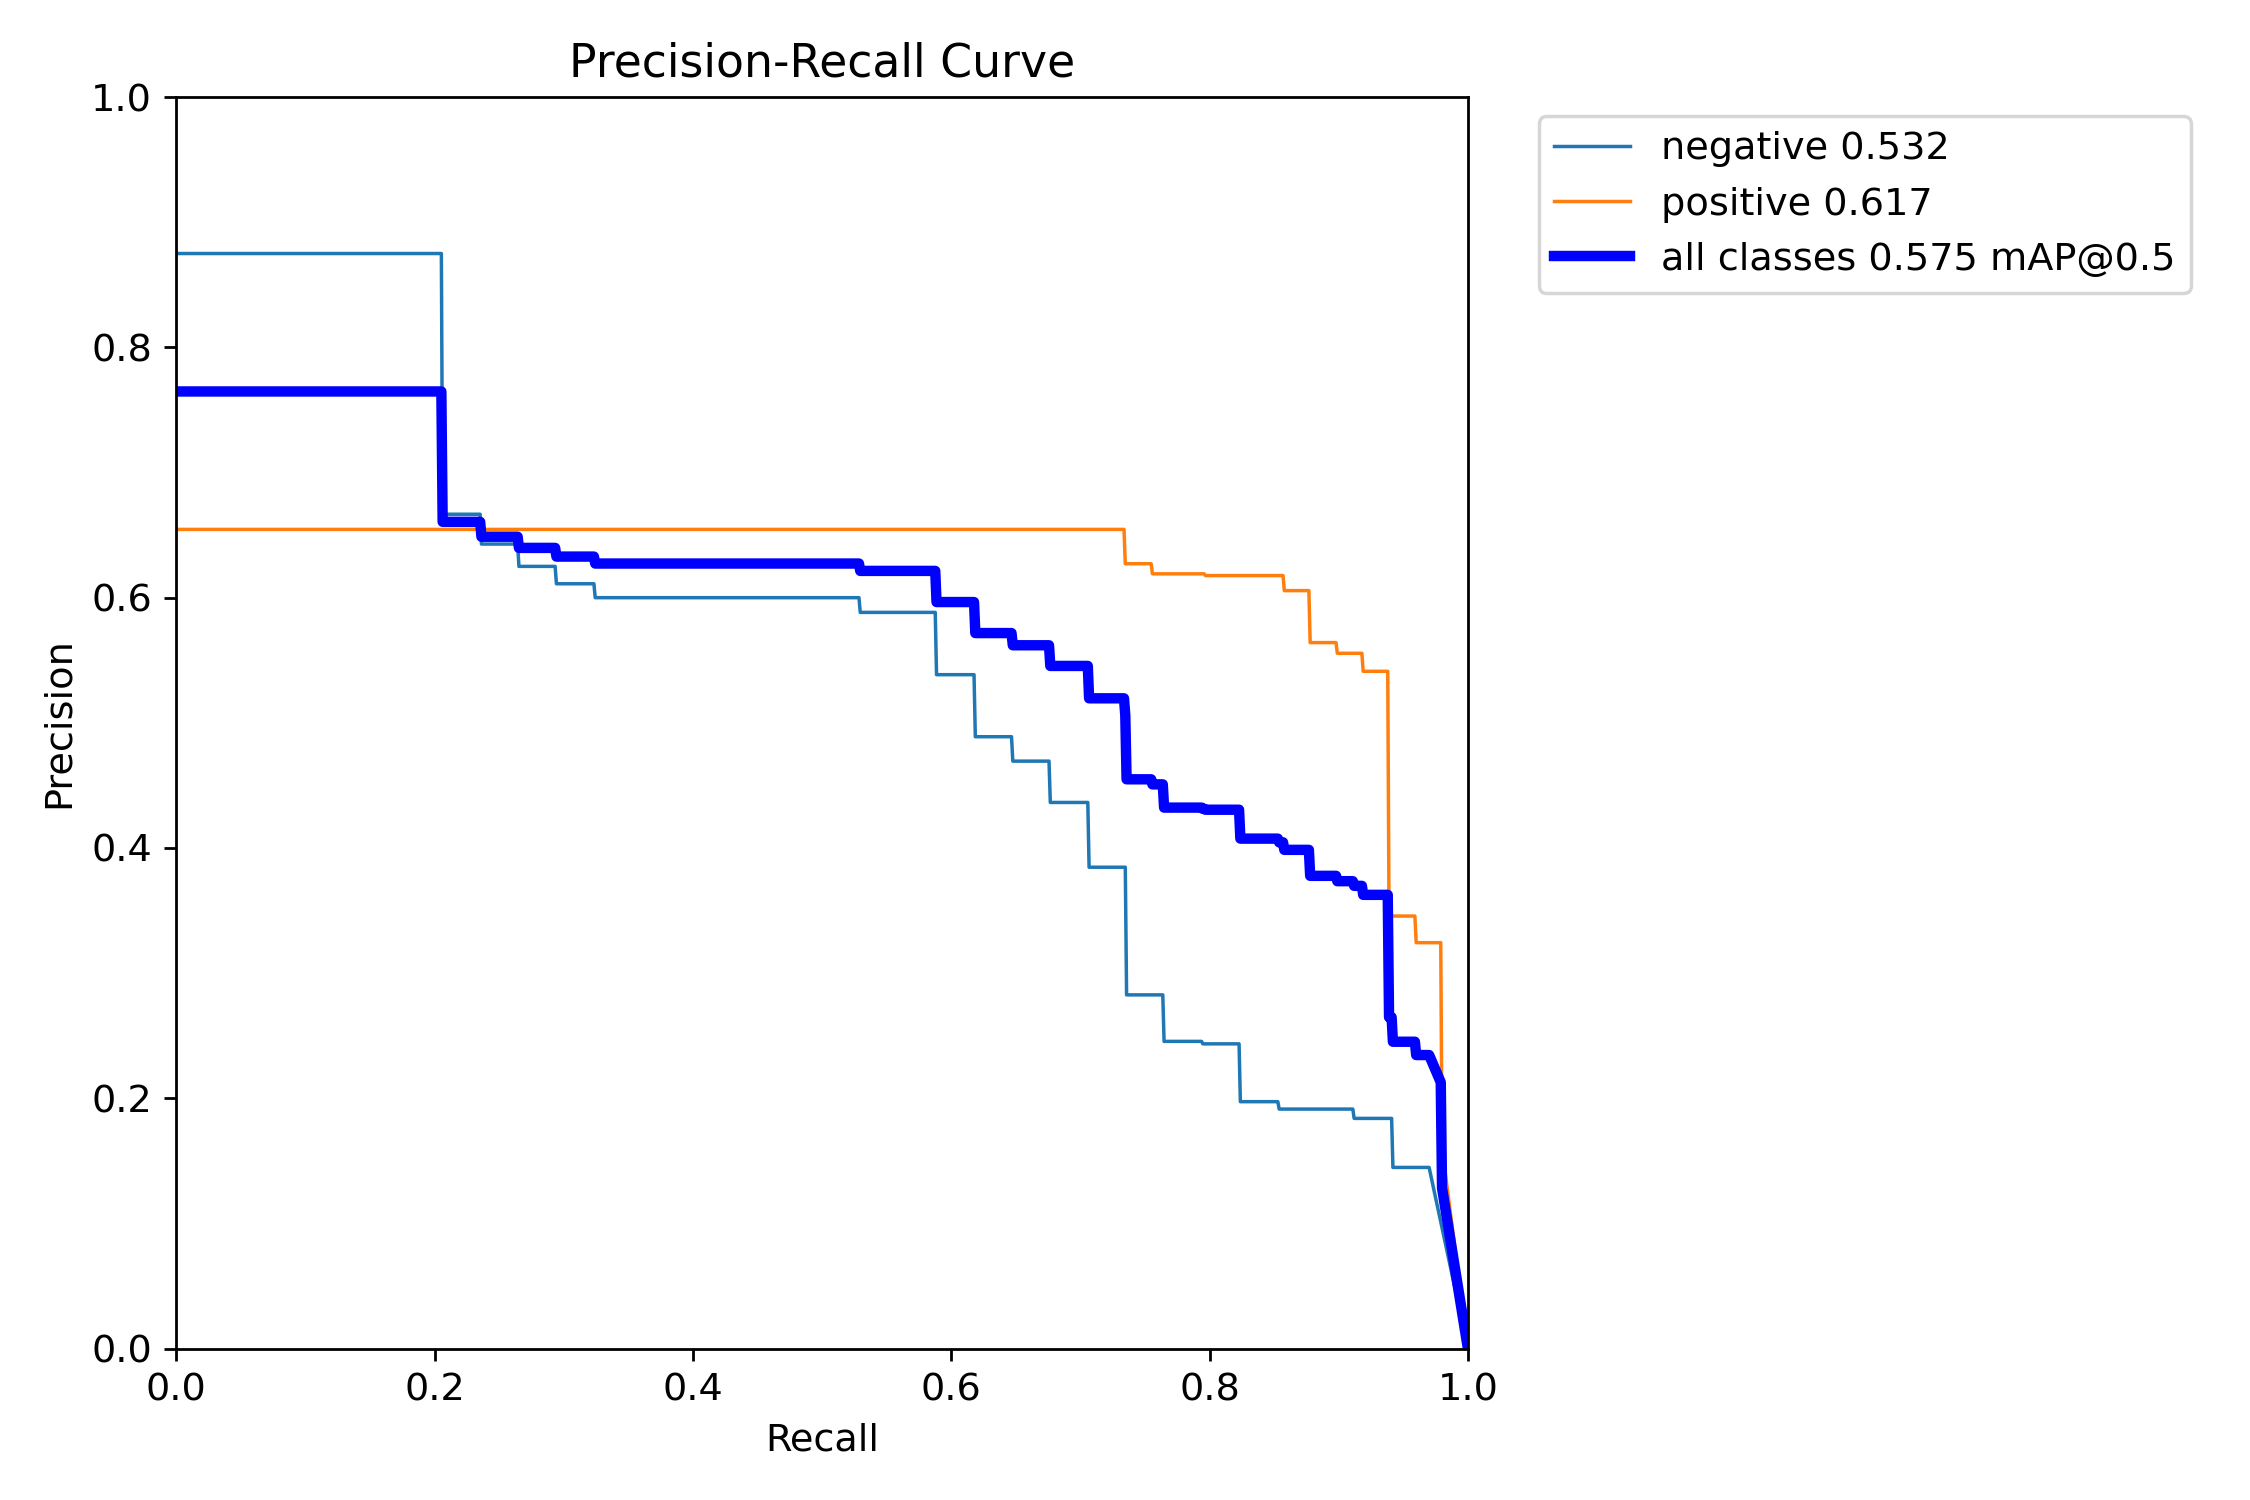 Precision-Recall Curve
1.0
0.8
0.6
0.4
0.2
0.0
Precision
0.0 0.2 0.4 0.6 0.8 1.0
Recall
negative 0.532
positive 0.617
all classes 0.575 mAP@0.5